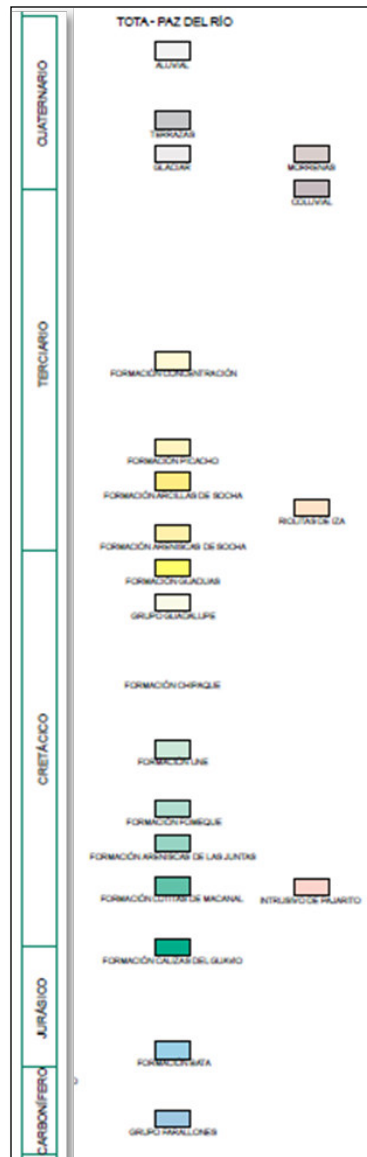 TOTA - PAZ DEL RÍO
CUATERNARIO
ALUVIAL
TERRAZAS
GLACIAR
MORRENAS
COLUVIAL
TERCIARIO
FORMACIÓN CONCENTRACIÓN
FORMACIÓN PICACHO
FORMACIÓN ARCILLAS DE SOCHA
RIOLITAS DE IZA
FORMACIÓN ARENISCAS DE SOCHA
CRETÁCICO
FORMACIÓN GUADUAS
GRUPO GUADALUPE
FORMACIÓN CHIPAQUE
FORMACIÓN UNE
FORMACIÓN FOMEQUE
FORMACIÓN ARENISCAS DE LAS JUNTAS
FORMACIÓN LUTITAS DE MACANAL
INTRUSIVO DE PAJARITO
JURÁSICO
FORMACIÓN CALIZAS DEL GUAVIO
FORMACIÓN BATA
CARBONÍFERO
GRUPO FARALLONES